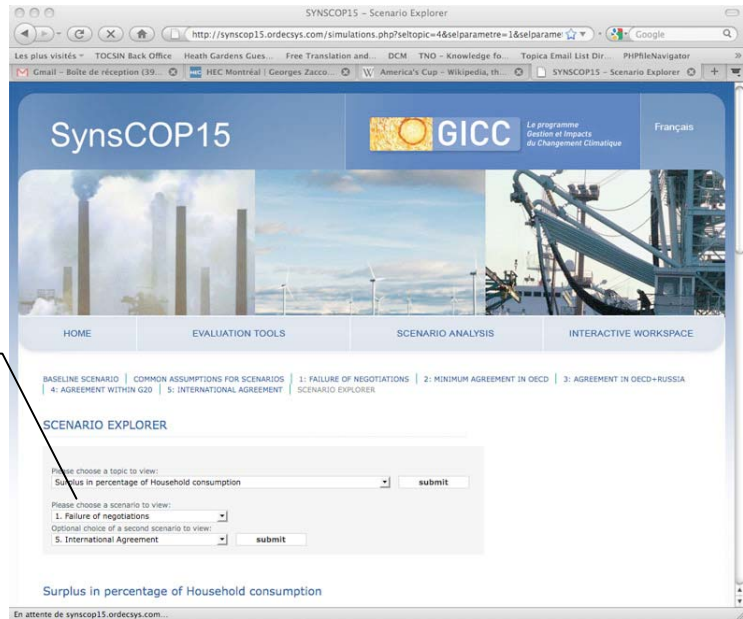 SYNSCOP15 – Scenario Explorer
http://synscop15.ordecsys.com/simulations.php?seltopic=4&selparametre=1&selparame
Google
Les plus visités TOCSIN Back Office Heath Gardens Gues... Free Translation and... DCM TNO – Knowledge fo... Topica Email List Dir... PHPfileNavigator »
Gmail – Boîte de réception (39... HEC Montréal | Georges Zacco... W America's Cup – Wikipedia, th... SYNSCOP15 – Scenario Explorer +
SynsCOP15
GICC
Le programme
Gestion et Impacts
du Changement Climatique
Français
HOME EVALUATION TOOLS SCENARIO ANALYSIS INTERACTIVE WORKSPACE
BASELINE SCENARIO | COMMON ASSUMPTIONS FOR SCENARIOS | 1: FAILURE OF NEGOTIATIONS | 2: MINIMUM AGREEMENT IN OECD | 3: AGREEMENT IN OECD+RUSSIA
| 4: AGREEMENT WITHIN G20 | 5: INTERNATIONAL AGREEMENT | SCENARIO EXPLORER
SCENARIO EXPLORER
Please choose a topic to view:
Surplus in percentage of Household consumption submit
Please choose a scenario to view:
1. Failure of negotiations
Optional choice of a second scenario to view:
5. International Agreement submit
Surplus in percentage of Household consumption
En attente de synscop15.ordecsys.com...